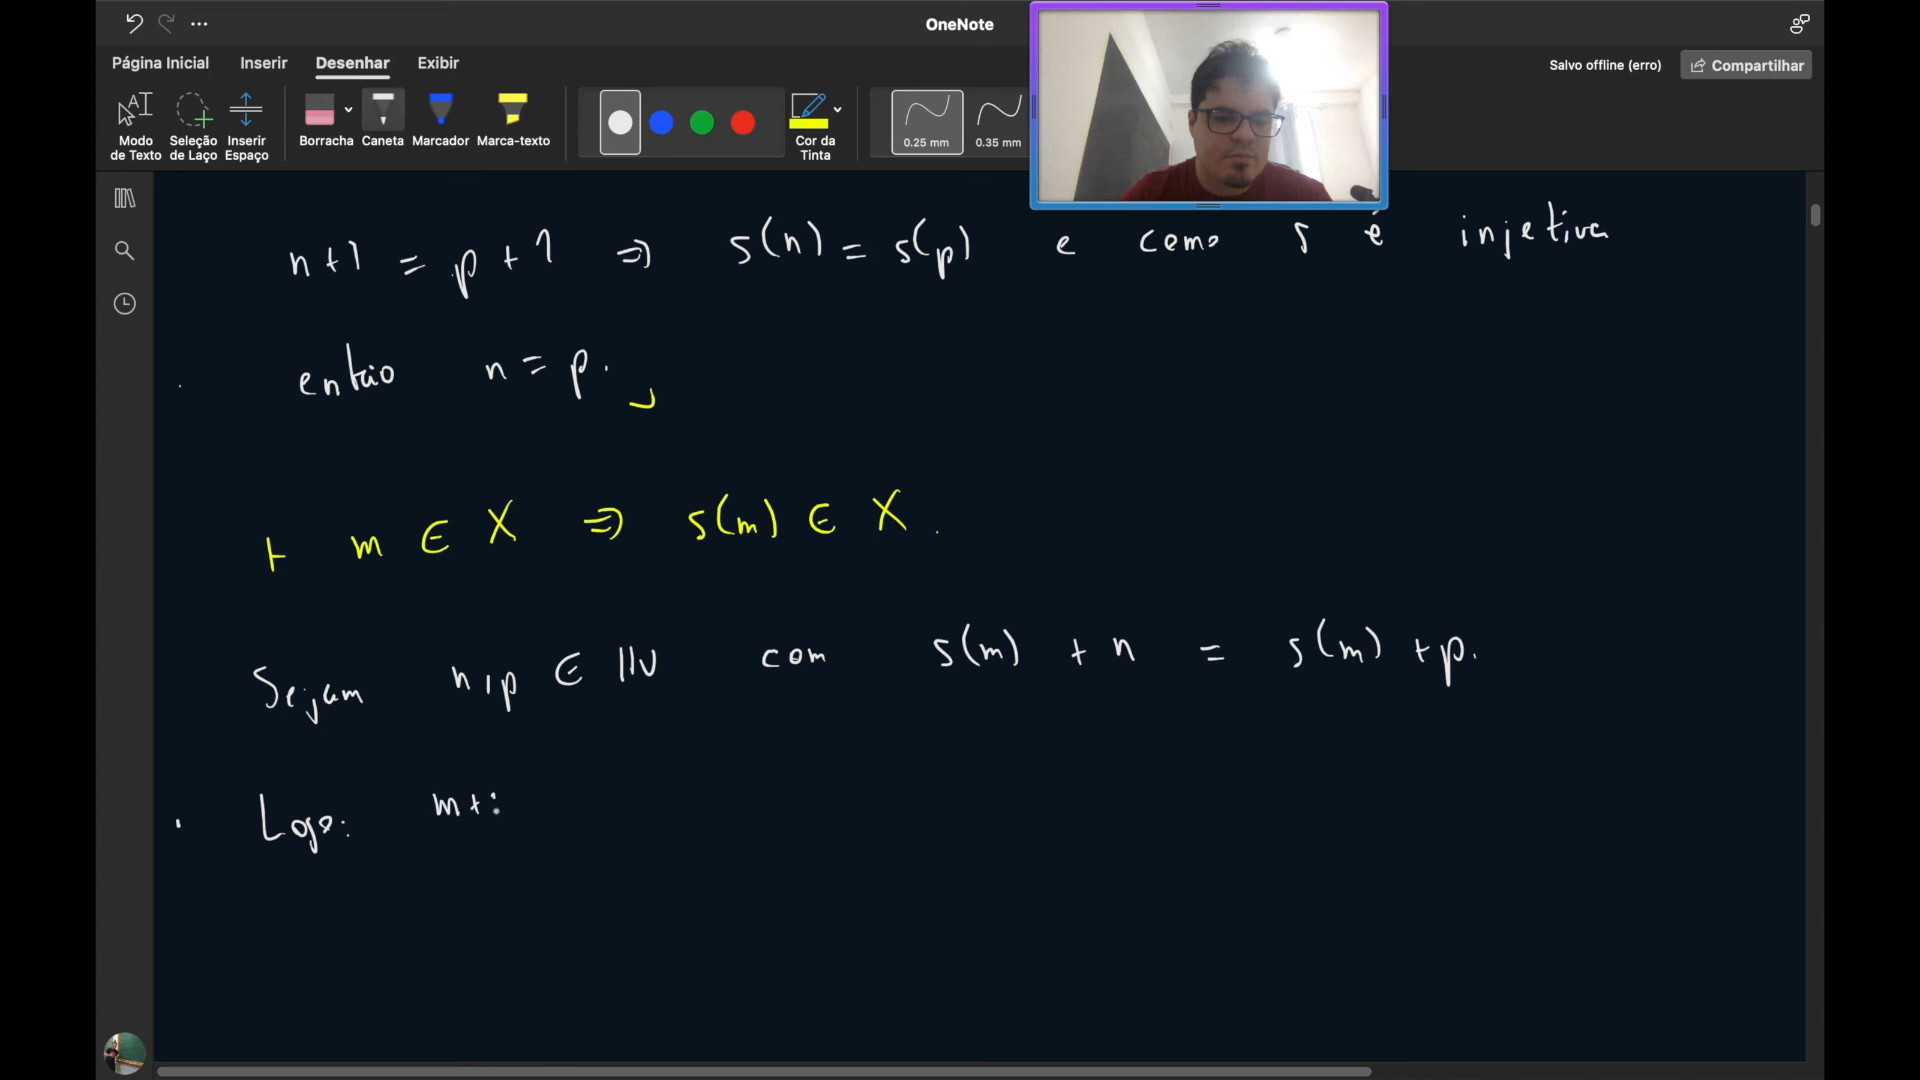 OneNote
Página Inicial Inserir Desenhar Exibir
Salvo offline (erro) Compartilhar
Modo de Texto Seleção de Laço Inserir Espaço Borracha Caneta Marcador Marca-texto Cor da Tinta 0.25 mm 0.35 mm
n+1 = p+1 ⇒ s(n) = s(p) e como s é injetiva
então n = p.
+ m ∈ X ⇒ s(m) ∈ X.
Sejam n,p ∈ ℕ com s(m) + n = s(m) + p.
Logo: m+